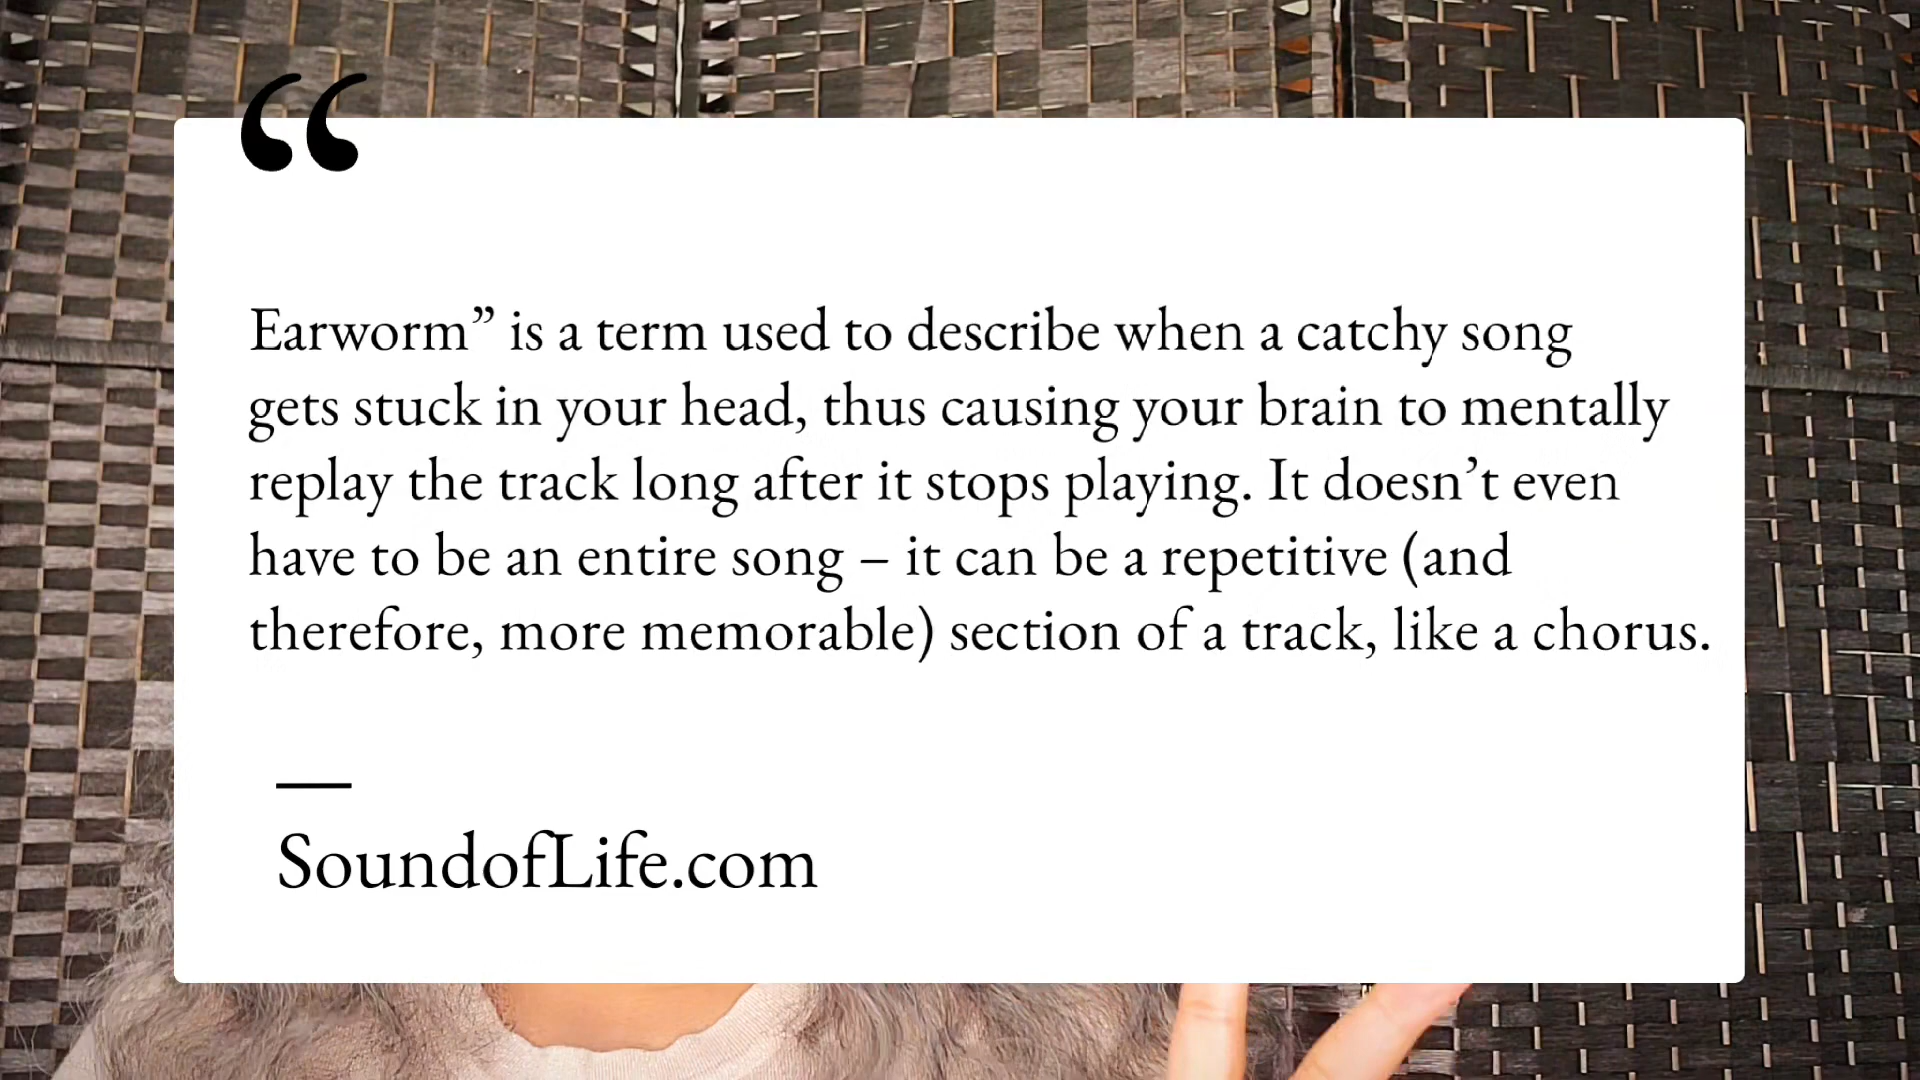 “
Earworm” is a term used to describe when a catchy song
gets stuck in your head, thus causing your brain to mentally
replay the track long after it stops playing. It doesn’t even
have to be an entire song – it can be a repetitive (and
therefore, more memorable) section of a track, like a chorus.
—
SoundofLife.com